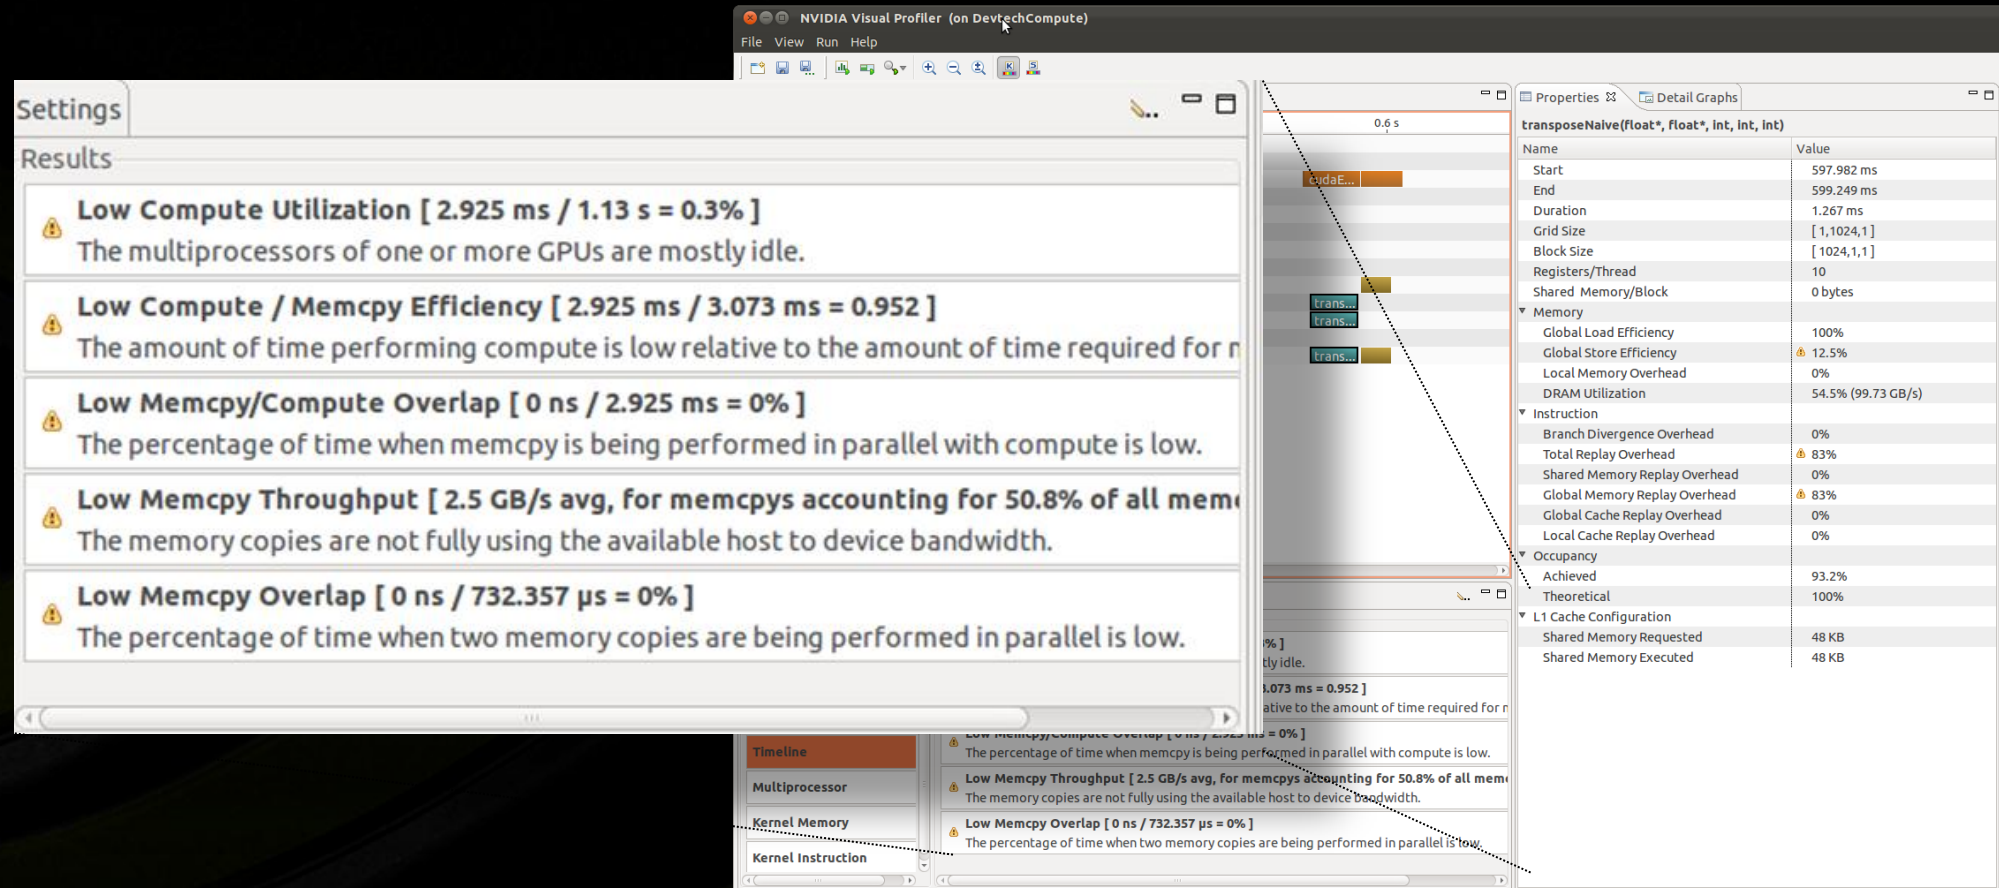 NVIDIA Visual Profiler (on DevtechCompute)
File View Run Help
Settings
Results
Low Compute Utilization [ 2.925 ms / 1.13 s = 0.3% ]
The multiprocessors of one or more GPUs are mostly idle.
Low Compute / Memcpy Efficiency [ 2.925 ms / 3.073 ms = 0.952 ]
The amount of time performing compute is low relative to the amount of time required for
Low Memcpy/Compute Overlap [ 0 ns / 2.925 ms = 0% ]
The percentage of time when memcpy is being performed in parallel with compute is low.
Low Memcpy Throughput [ 2.5 GB/s avg, for memcpys accounting for 50.8% of all mem
The memory copies are not fully using the available host to device bandwidth.
Low Memcpy Overlap [ 0 ns / 732.357 µs = 0% ]
The percentage of time when two memory copies are being performed in parallel is low.
0.6 s
cudaE...
trans...
trans...
trans...
% ]
tly idle.
3.073 ms = 0.952 ]
ative to the amount of time required for
Low Memcpy/Compute Overlap [ 0 ns / 2.925 ms = 0% ]
The percentage of time when memcpy is being performed in parallel with compute is low.
Low Memcpy Throughput [ 2.5 GB/s avg, for memcpys accounting for 50.8% of all mem
The memory copies are not fully using the available host to device bandwidth.
Low Memcpy Overlap [ 0 ns / 732.357 µs = 0% ]
The percentage of time when two memory copies are being performed in parallel is low.
Timeline
Multiprocessor
Kernel Memory
Kernel Instruction
Properties Detail Graphs
transposeNaive(float*, float*, int, int, int)
Name Value
Start 597.982 ms
End 599.249 ms
Duration 1.267 ms
Grid Size [ 1,1024,1 ]
Block Size [ 1024,1,1 ]
Registers/Thread 10
Shared Memory/Block 0 bytes
Memory
Global Load Efficiency 100%
Global Store Efficiency 12.5%
Local Memory Overhead 0%
DRAM Utilization 54.5% (99.73 GB/s)
Instruction
Branch Divergence Overhead 0%
Total Replay Overhead 83%
Shared Memory Replay Overhead 0%
Global Memory Replay Overhead 83%
Global Cache Replay Overhead 0%
Local Cache Replay Overhead 0%
Occupancy
Achieved 93.2%
Theoretical 100%
L1 Cache Configuration
Shared Memory Requested 48 KB
Shared Memory Executed 48 KB